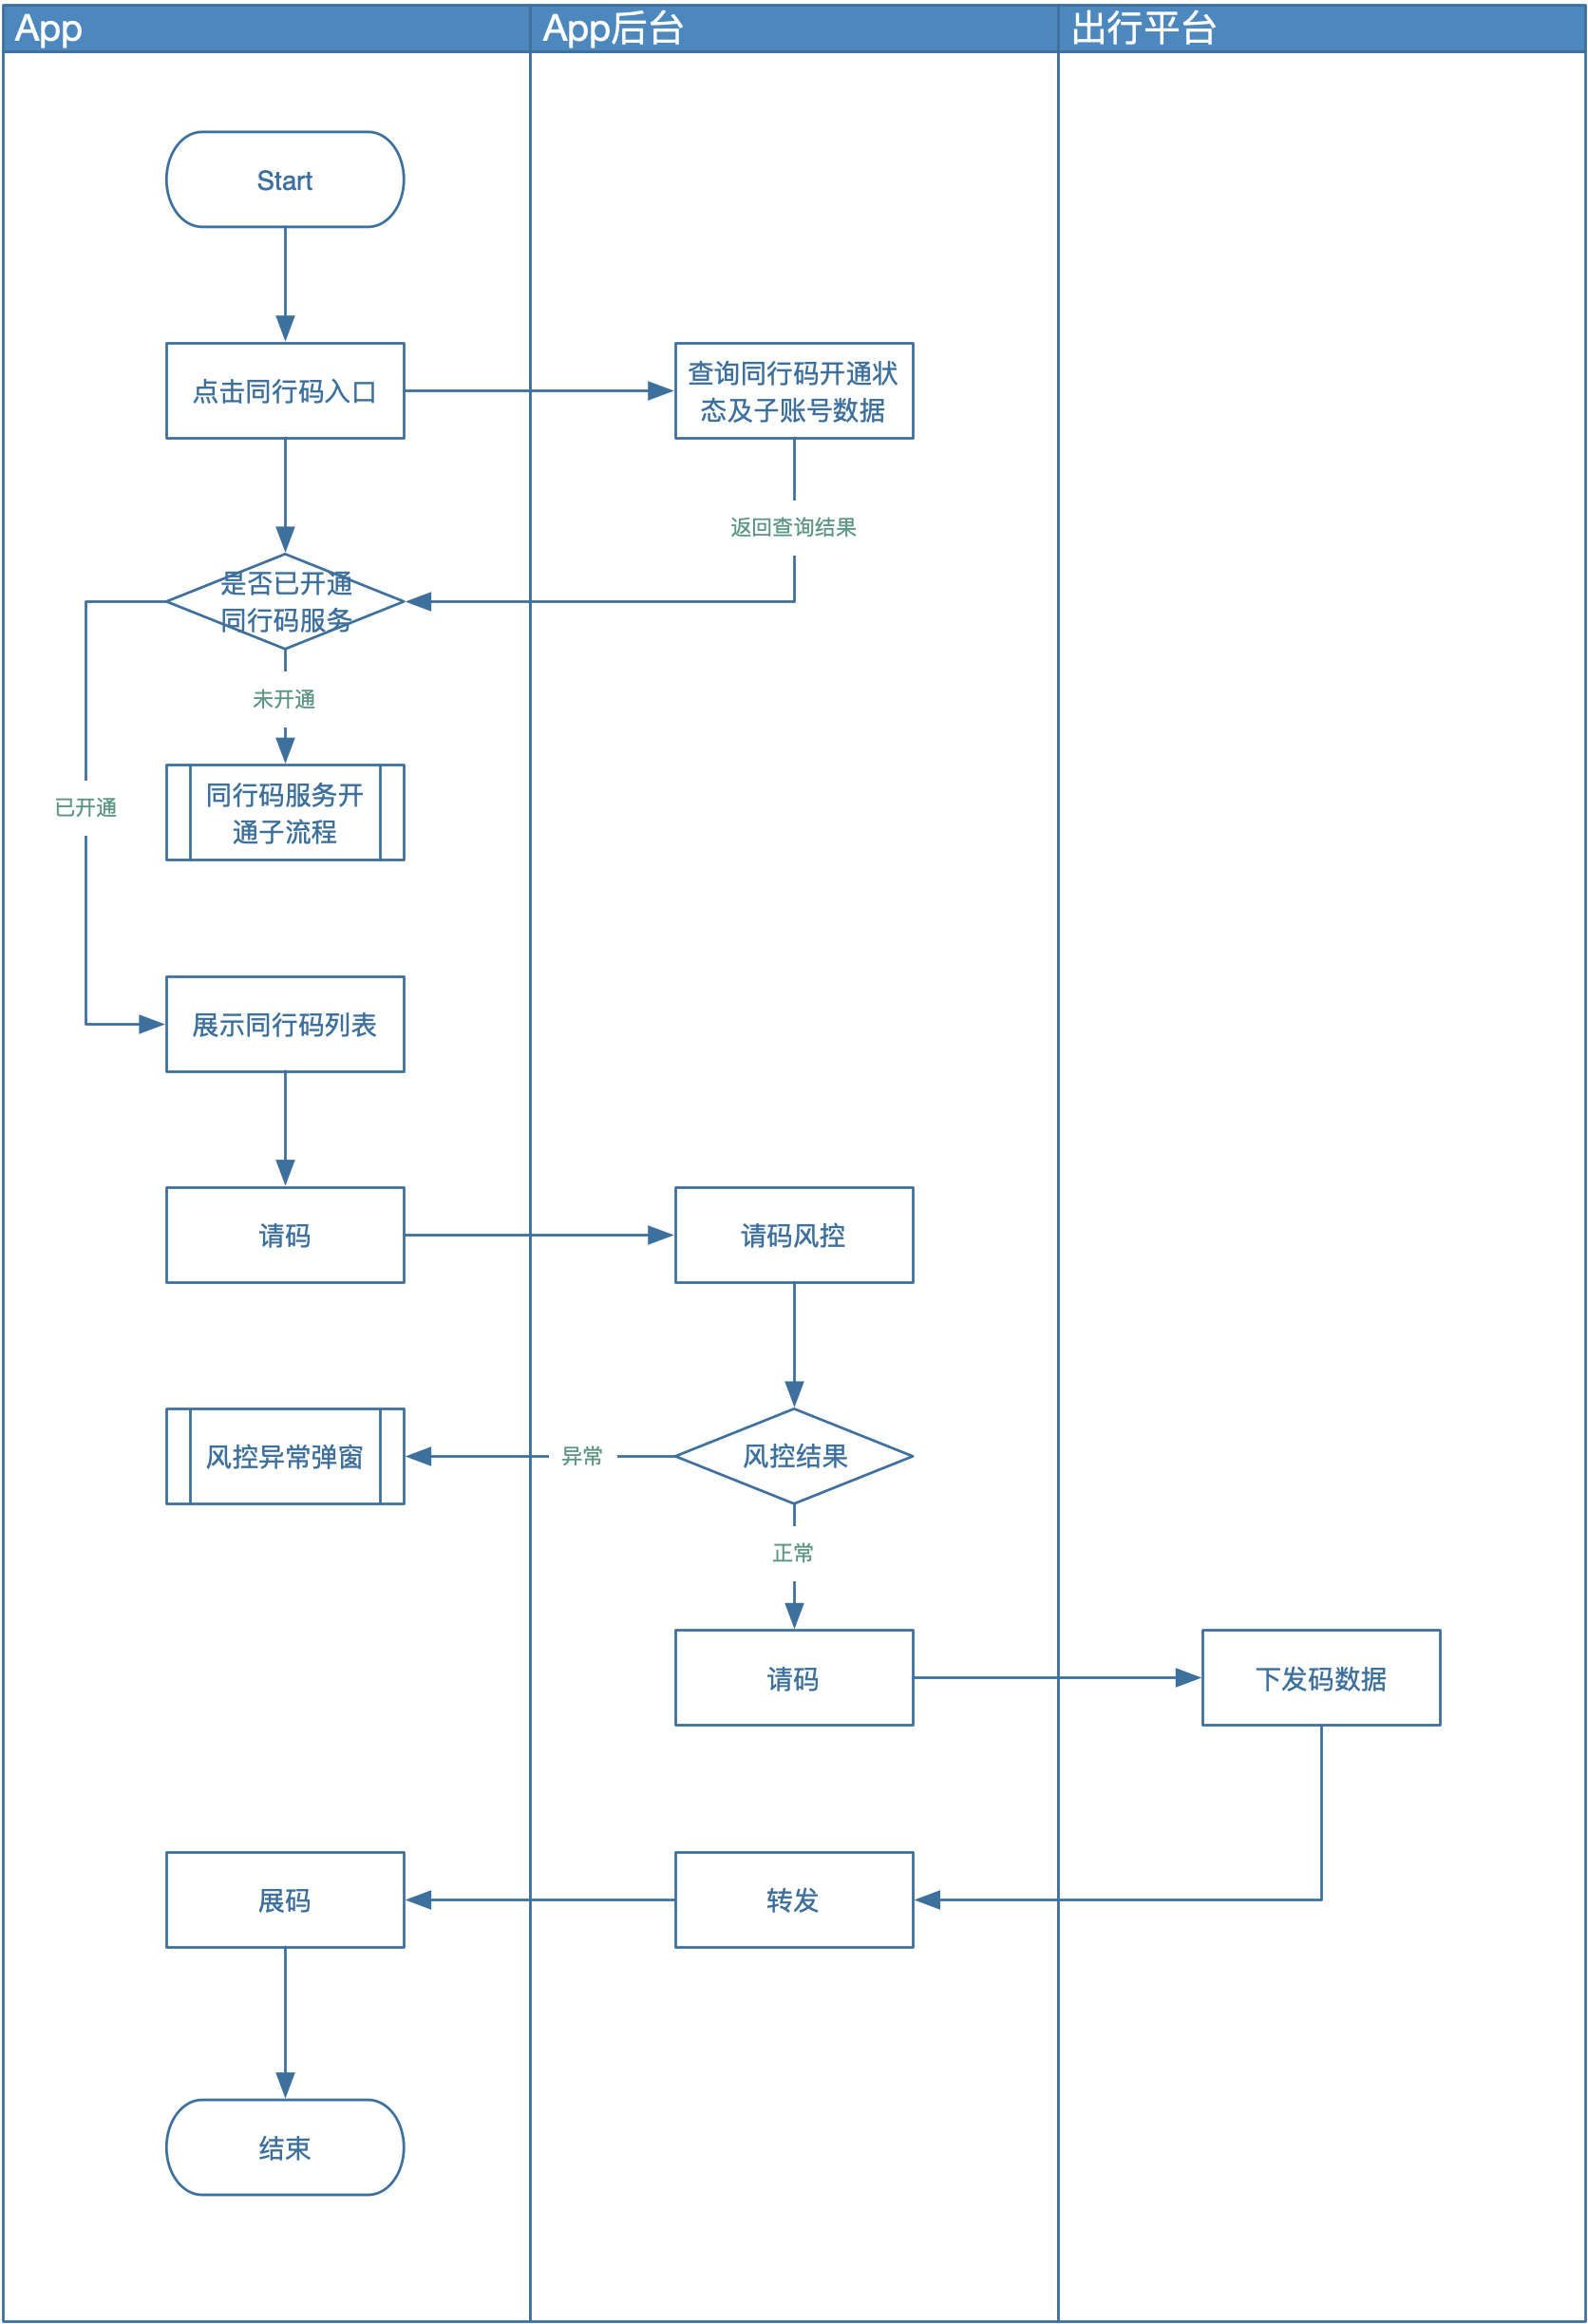 App
App后台
出行平台
Start
点击同行码入口
查询同行码开通状
态及子账号数据
返回查询结果
是否已开通
同行码服务
未开通
已开通
同行码服务开
通子流程
展示同行码列表
请码
请码风控
风控异常弹窗
异常
风控结果
正常
请码
下发码数据
展码
转发
结束